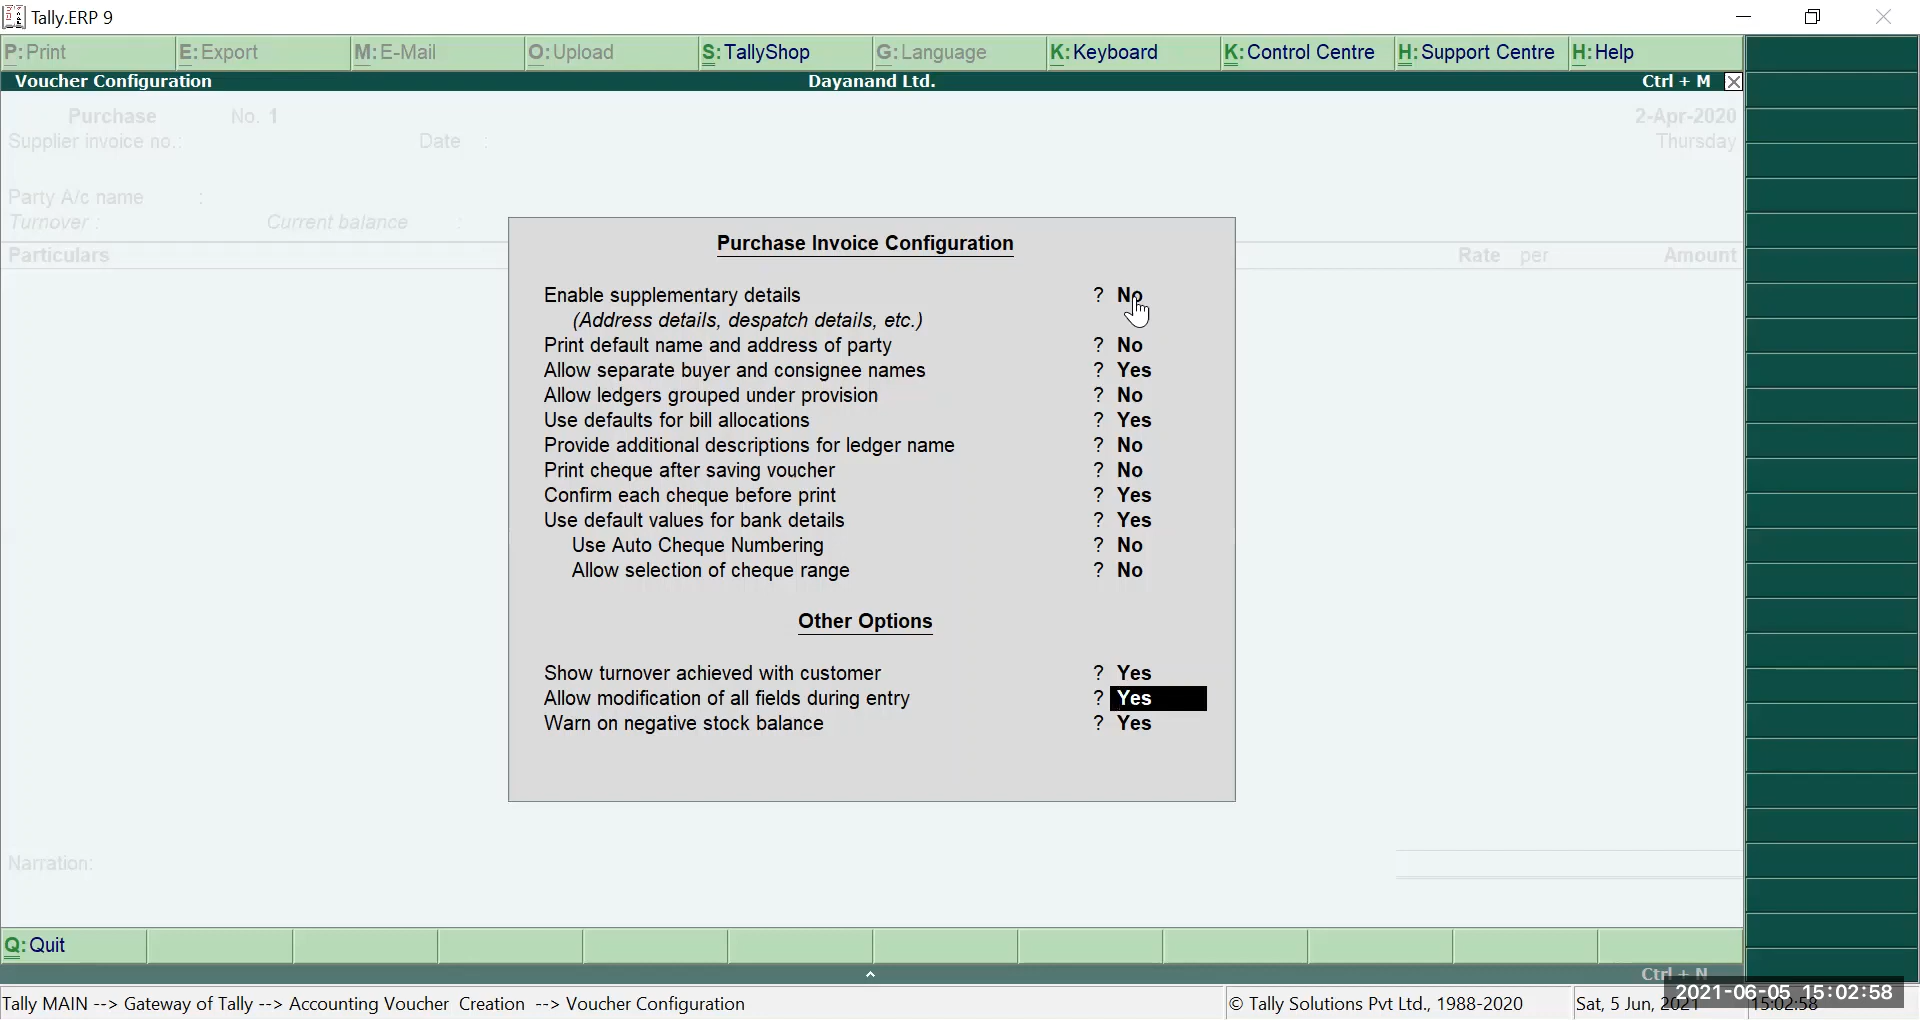 Tally.ERP 9
P: Print E: Export M: E-Mail O: Upload S: TallyShop G: Language K: Keyboard K: Control Centre H: Support Centre H: Help
Voucher Configuration Dayanand Ltd. Ctrl + M
Purchase No. 1 2-Apr-2020
Supplier invoice no.: Date : Thursday
Party A/c name :
Turnover : Current balance :
Particulars Rate per Amount
Purchase Invoice Configuration
Enable supplementary details ? No
(Address details, despatch details, etc.)
Print default name and address of party ? No
Allow separate buyer and consignee names ? Yes
Allow ledgers grouped under provision ? No
Use defaults for bill allocations ? Yes
Provide additional descriptions for ledger name ? No
Print cheque after saving voucher ? No
Confirm each cheque before print ? Yes
Use default values for bank details ? Yes
Use Auto Cheque Numbering ? No
Allow selection of cheque range ? No
Other Options
Show turnover achieved with customer ? Yes
Allow modification of all fields during entry ? Yes
Warn on negative stock balance ? Yes
Narration:
Q: Quit
Ctrl + N
Tally MAIN --> Gateway of Tally --> Accounting Voucher Creation --> Voucher Configuration © Tally Solutions Pvt Ltd., 1988-2020 Sat, 5 Jun, 2021 15:02:58
2021-06-05 15:02:58